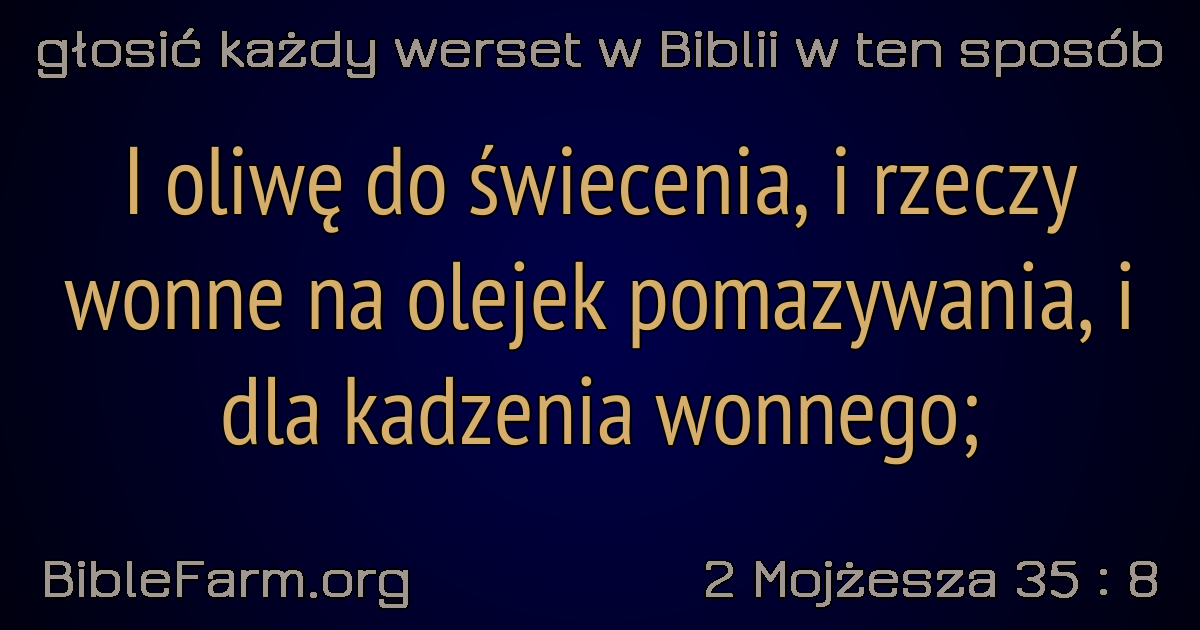 głosić każdy werset w Biblii w ten sposób
I oliwę do świecenia, i rzeczy
wonne na olejek pomazywania, i
dla kadzenia wonnego;
BibleFarm.org
2 Mojżesza 35 : 8